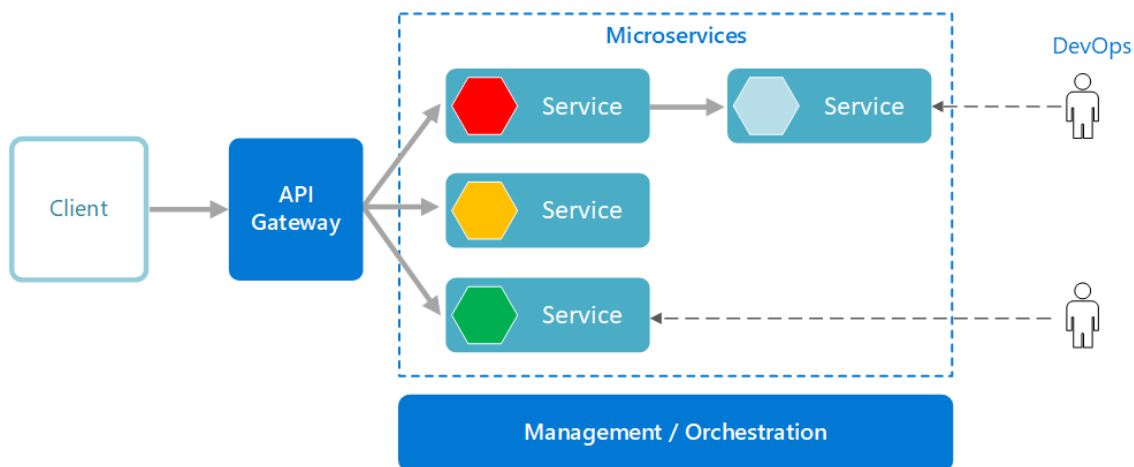 Microservices
DevOps
Service
Service
Client
API
Gateway
Service
Service
Management / Orchestration